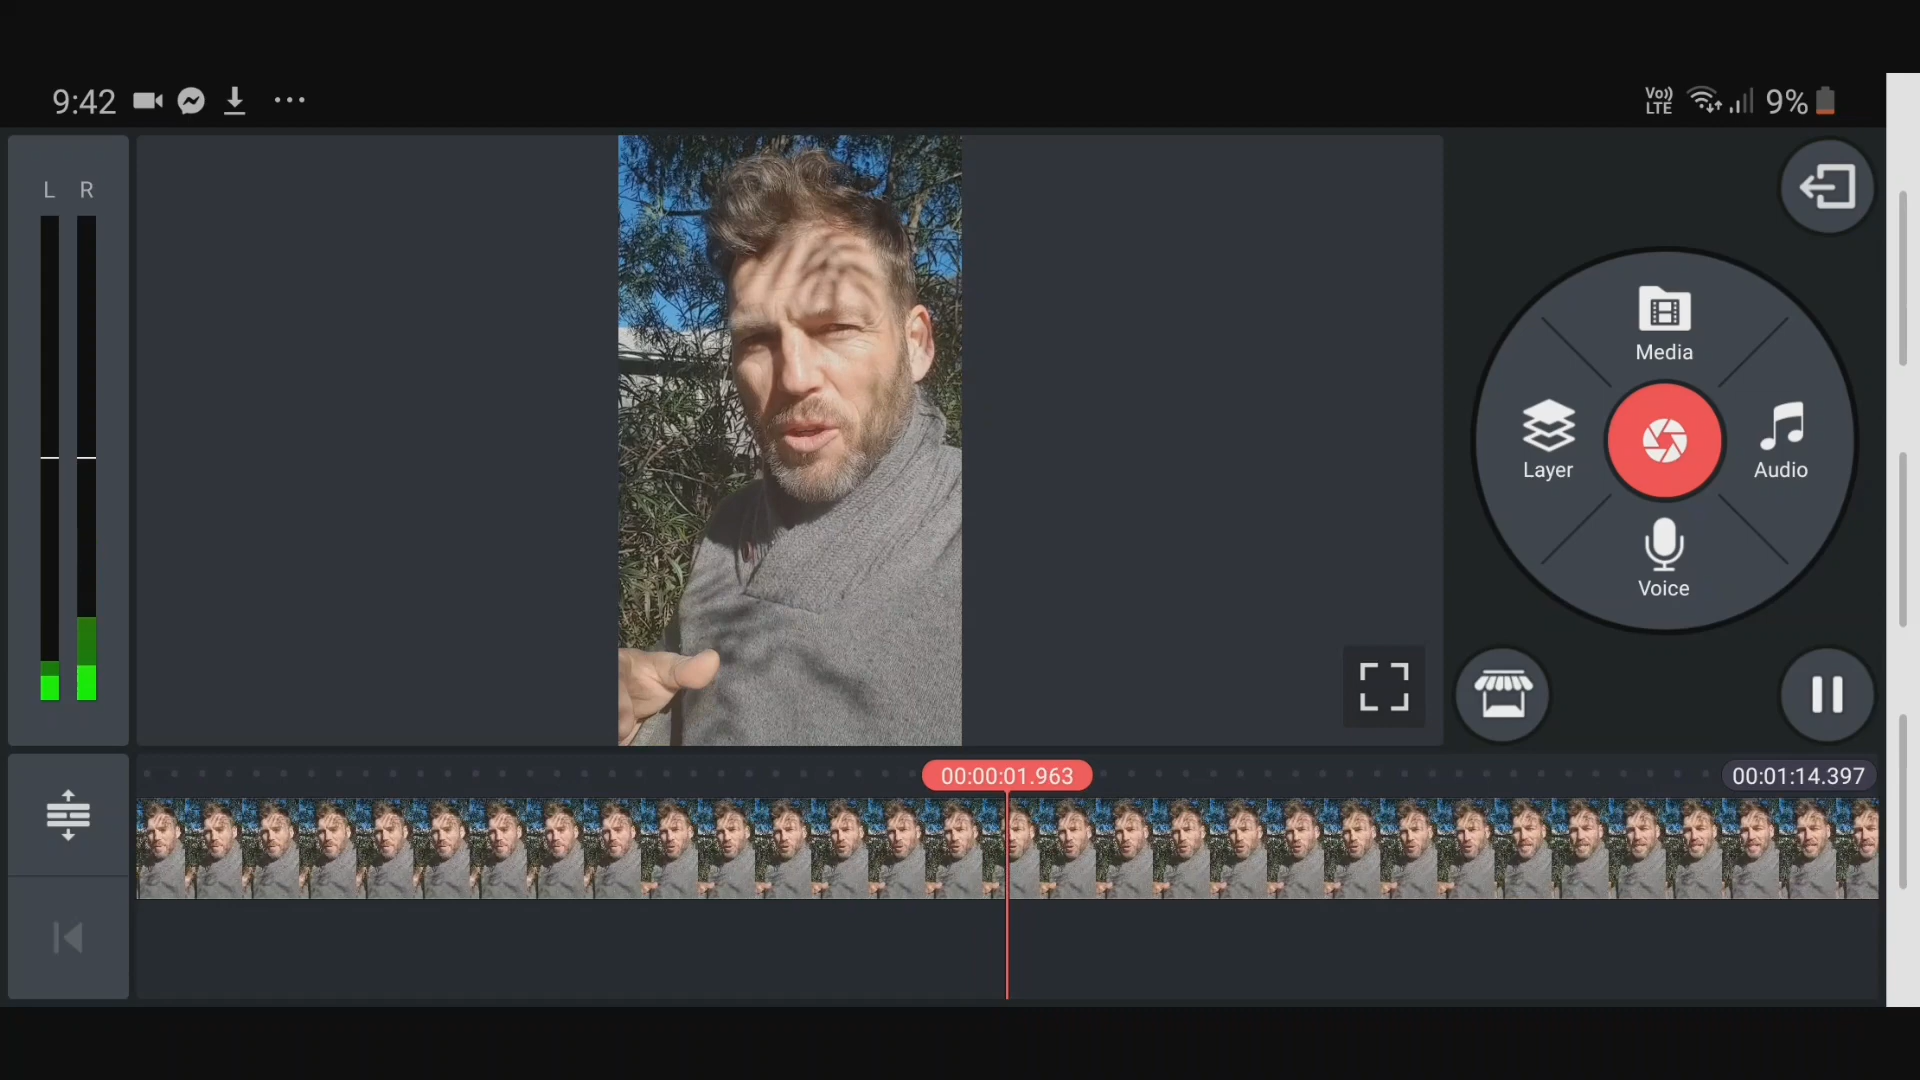 9:42
Vo)) LTE
9%
L R
Media
Layer
Audio
Voice
00:00:01.963
00:01:14.397